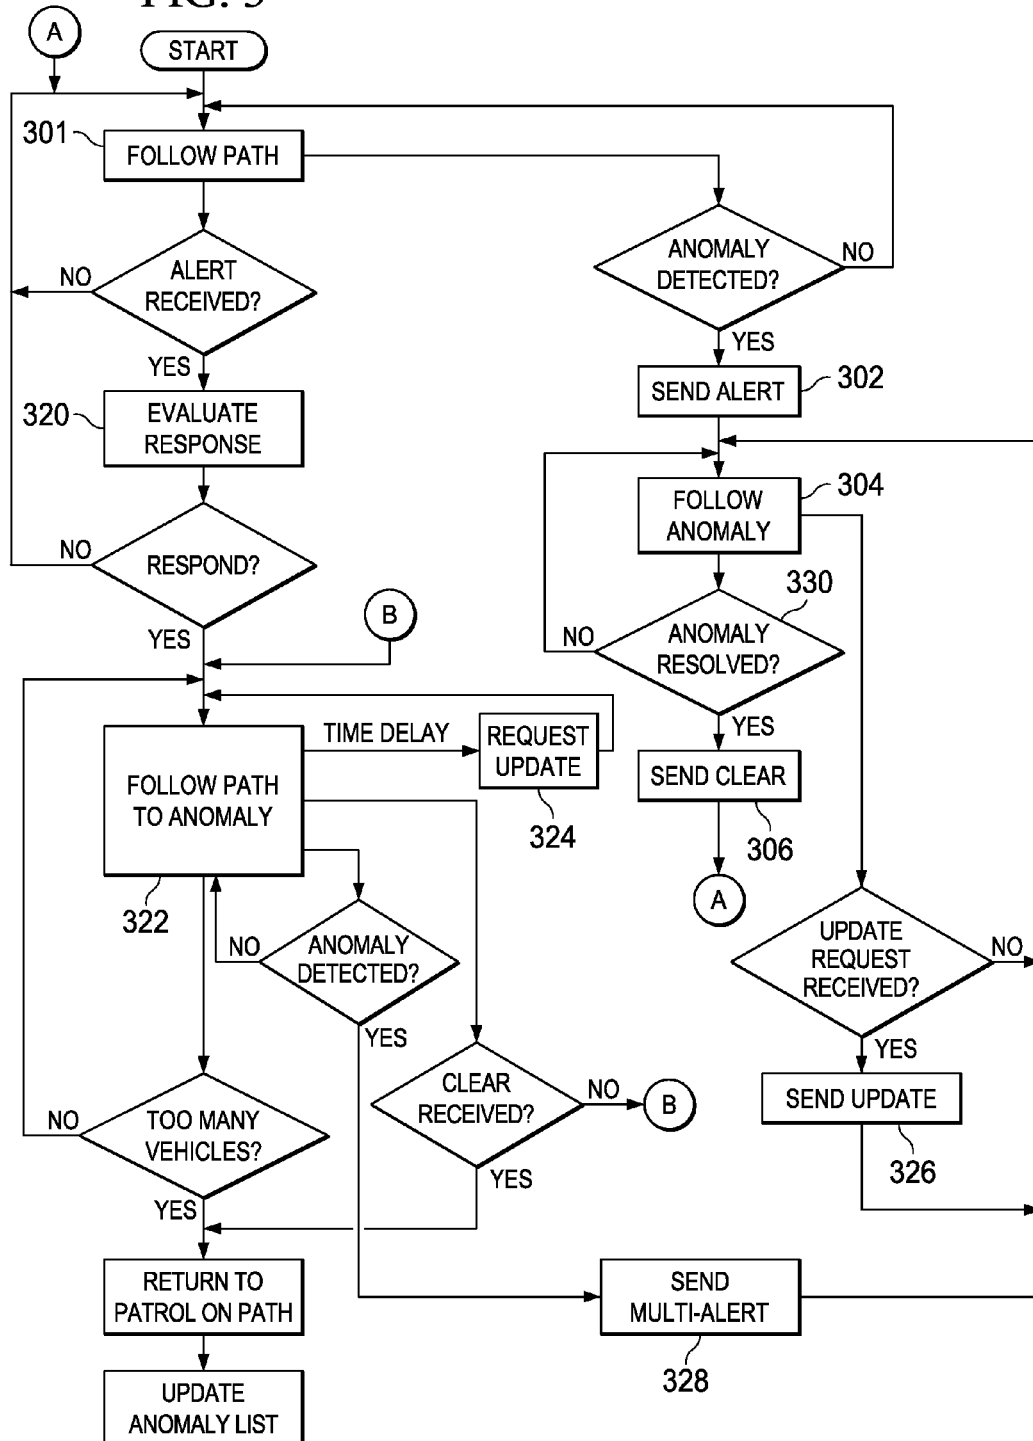 FIG. 3
A
START
301
FOLLOW PATH
ALERT
RECEIVED?
NO
YES
320
EVALUATE
RESPONSE
RESPOND?
NO
YES
B
FOLLOW PATH
TO ANOMALY
322
TIME DELAY
REQUEST
UPDATE
324
ANOMALY
DETECTED?
NO
YES
CLEAR
RECEIVED?
NO
B
YES
TOO MANY
VEHICLES?
NO
YES
RETURN TO
PATROL ON PATH
UPDATE
ANOMALY LIST
ANOMALY
DETECTED?
NO
YES
SEND ALERT
302
FOLLOW
ANOMALY
304
ANOMALY
RESOLVED?
330
NO
YES
SEND CLEAR
306
A
UPDATE
REQUEST
RECEIVED?
NO
YES
SEND UPDATE
326
SEND
MULTI-ALERT
328